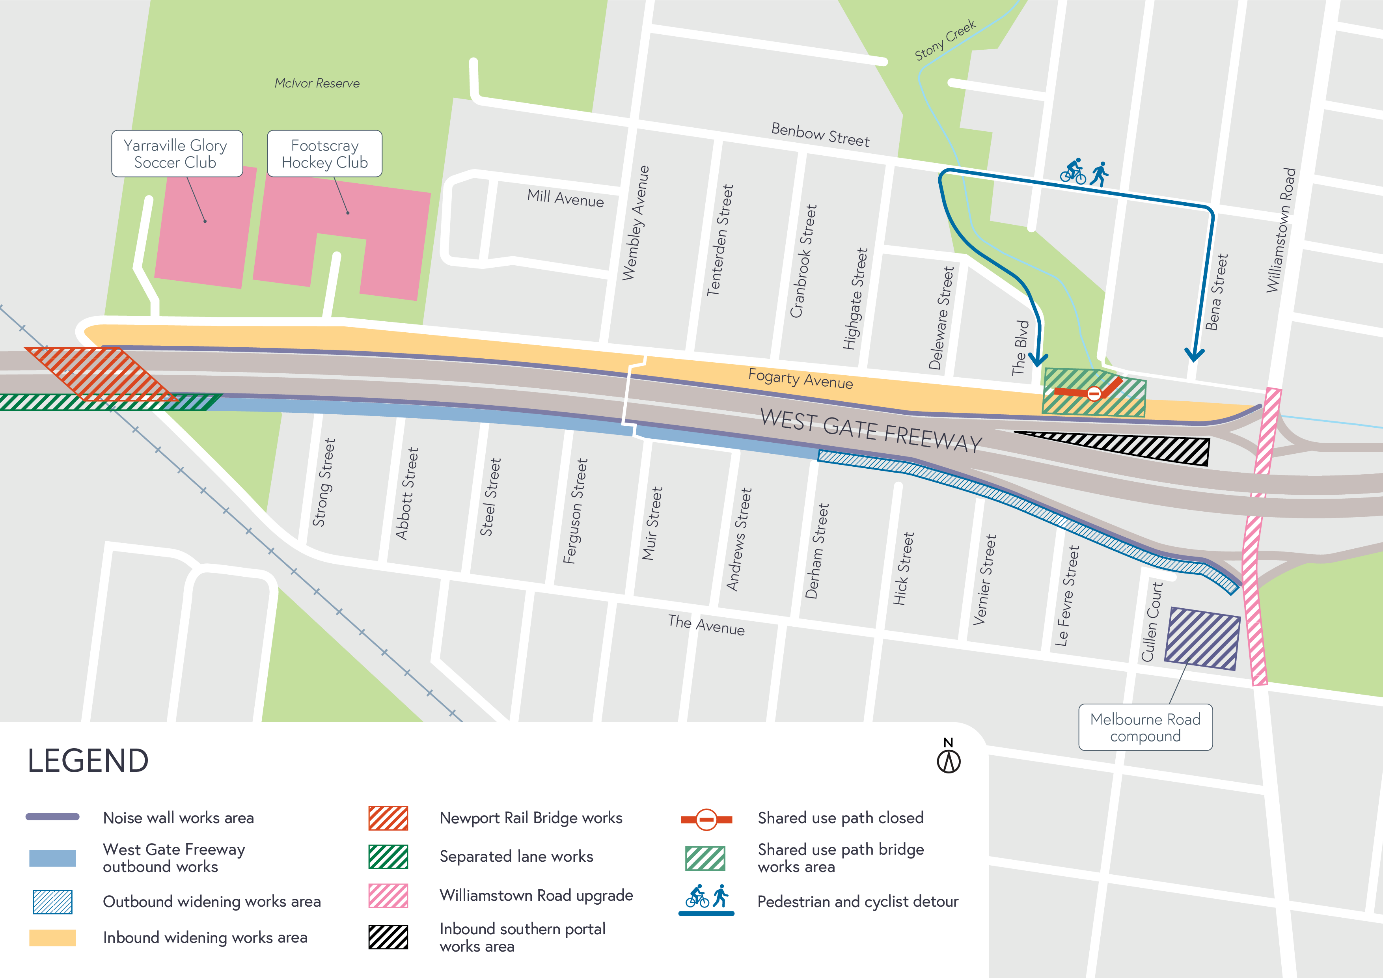 Stony Creek
McIvor Reserve
Yarraville Glory
Soccer Club
Footscray
Hockey Club
Benbow Street
Mill Avenue
Wembley Avenue
Tenterden Street
Cranbrook Street
Highgate Street
Deleware Street
The Blvd
Bena Street
Williamstown Road
Fogarty Avenue
WEST GATE FREEWAY
Strong Street
Abbott Street
Steel Street
Ferguson Street
Muir Street
Andrews Street
Derham Street
Hick Street
Vernier Street
Le Fevre Street
Cullen Court
The Avenue
Melbourne Road
compound
N
LEGEND
Noise wall works area
West Gate Freeway
outbound works
Outbound widening works area
Inbound widening works area
Newport Rail Bridge works
Separated lane works
Williamstown Road upgrade
Inbound southern portal
works area
Shared use path closed
Shared use path bridge
works area
Pedestrian and cyclist detour